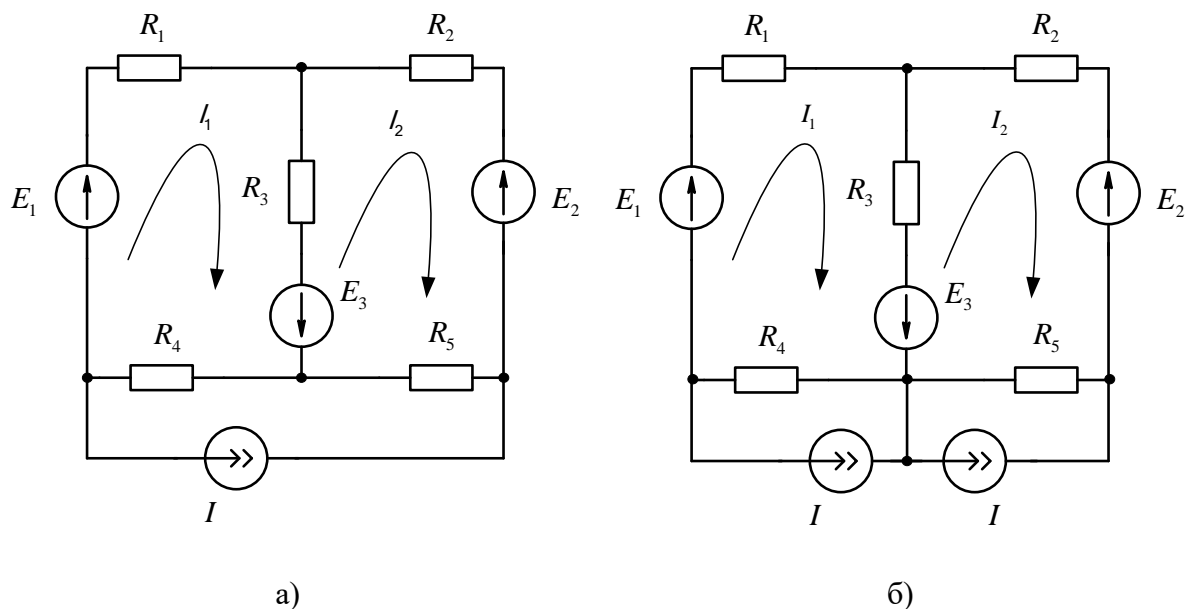 R₁ R₂ R₁ R₂
I₁ I₂ I₁ I₂
E₁ R₃ E₂ E₁ R₃ E₂
E₃ E₃
R₄ R₅ R₄ R₅
I I I
а) б)